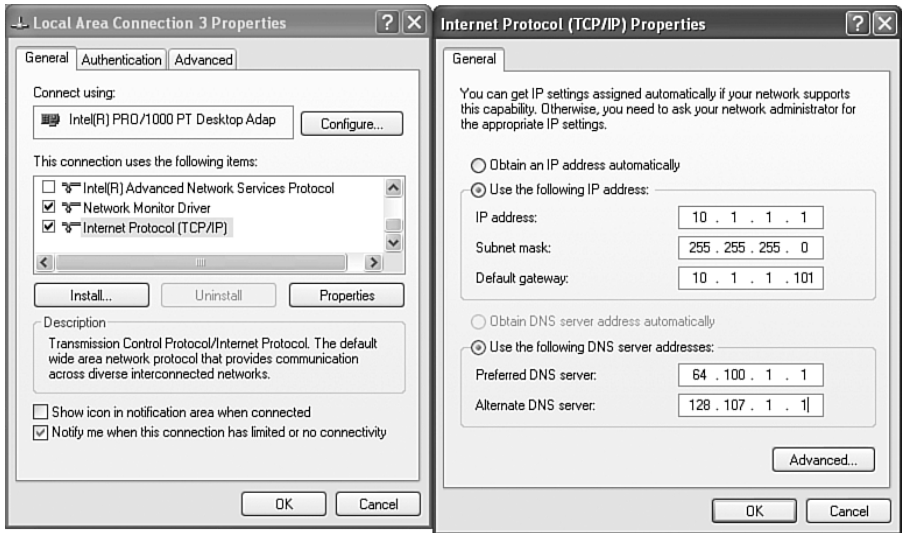 Local Area Connection 3 Properties
General Authentication Advanced
Connect using:
Intel(R) PRO/1000 PT Desktop Adap
Configure...
This connection uses the following items:
Intel(R) Advanced Network Services Protocol
Network Monitor Driver
Internet Protocol (TCP/IP)
Install... Uninstall Properties
Description
Transmission Control Protocol/Internet Protocol. The default
wide area network protocol that provides communication
across diverse interconnected networks.
Show icon in notification area when connected
Notify me when this connection has limited or no connectivity
OK Cancel
Internet Protocol (TCP/IP) Properties
General
You can get IP settings assigned automatically if your network supports
this capability. Otherwise, you need to ask your network administrator for
the appropriate IP settings.
Obtain an IP address automatically
Use the following IP address:
IP address: 10 . 1 . 1 . 1
Subnet mask: 255 . 255 . 255 . 0
Default gateway: 10 . 1 . 1 . 101
Obtain DNS server address automatically
Use the following DNS server addresses:
Preferred DNS server: 64 . 100 . 1 . 1
Alternate DNS server: 128 . 107 . 1 . 1
Advanced...
OK Cancel